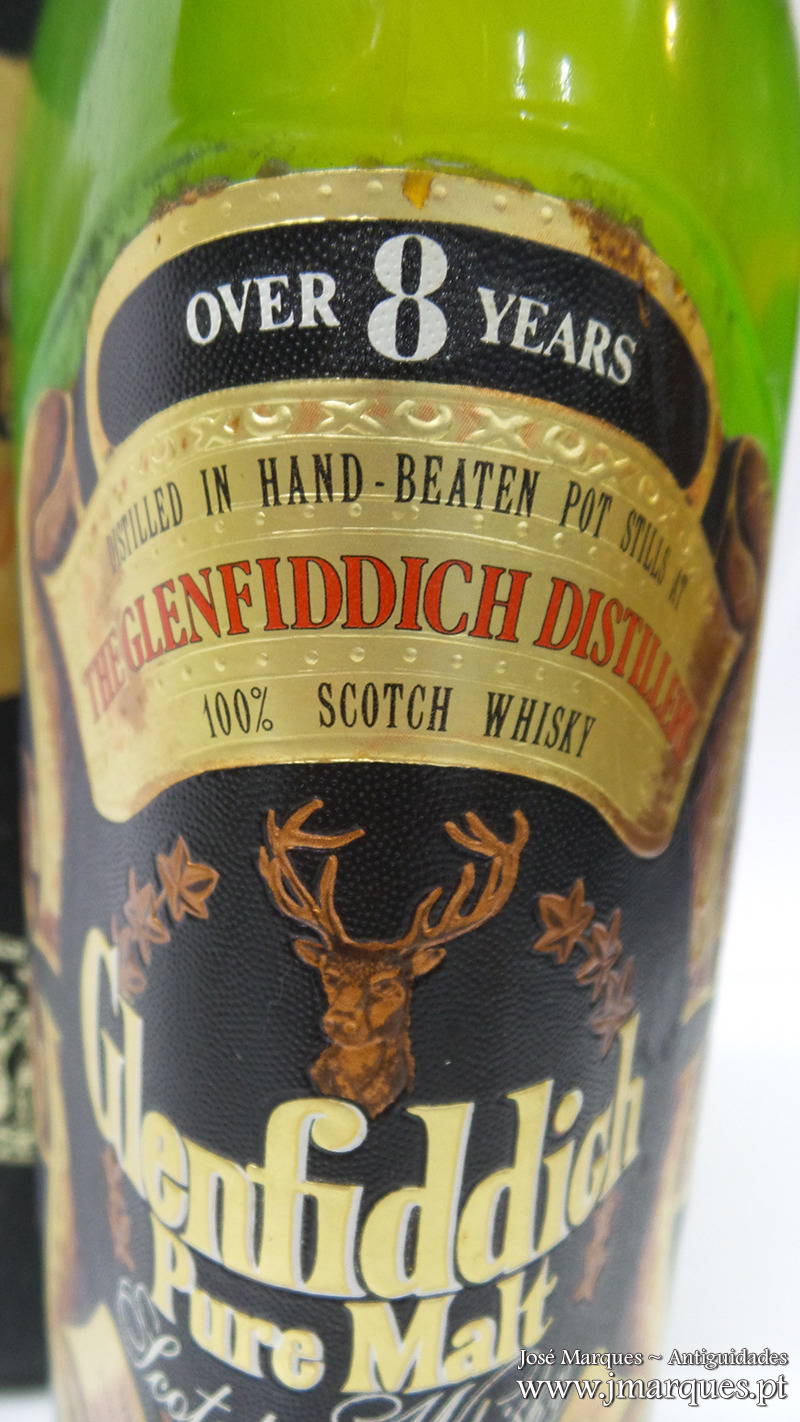 OVER 8 YEARS
DISTILLED IN HAND-BEATEN POT STILLS AT
THE GLENFIDDICH DISTILLERY
100% SCOTCH WHISKY
Glenfiddich
Pure Malt
José Marques ~ Antiguidades
www.jmarques.pt